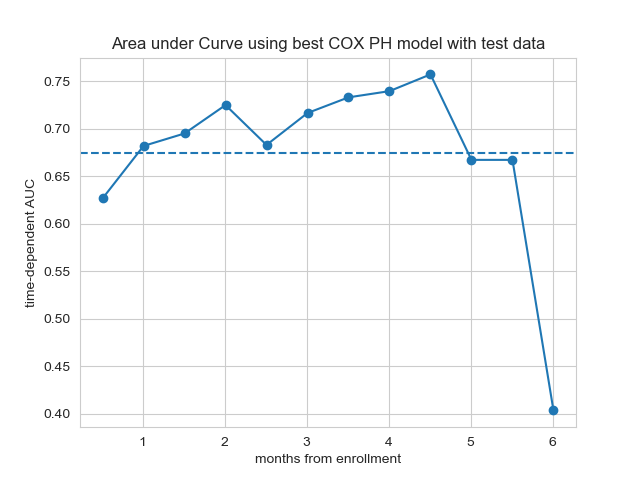 Area under Curve using best COX PH model with test data
time-dependent AUC
0.75
0.70
0.65
0.60
0.55
0.50
0.45
0.40
1 2 3 4 5 6
months from enrollment